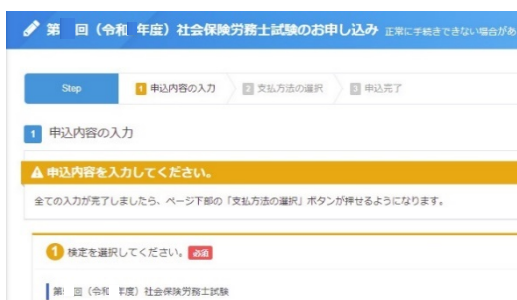 第 回（令和 年度）社会保険労務士試験のお申し込み 正常に手続きできない場合があ
Step 1 申込内容の入力 2 支払方法の選択 3 申込完了
1 申込内容の入力
申込内容を入力してください。
全ての入力が完了しましたら、ページ下部の「支払方法の選択」ボタンが押せるようになります。
1 検定を選択してください。 必須
第 回（令和 年度）社会保険労務士試験